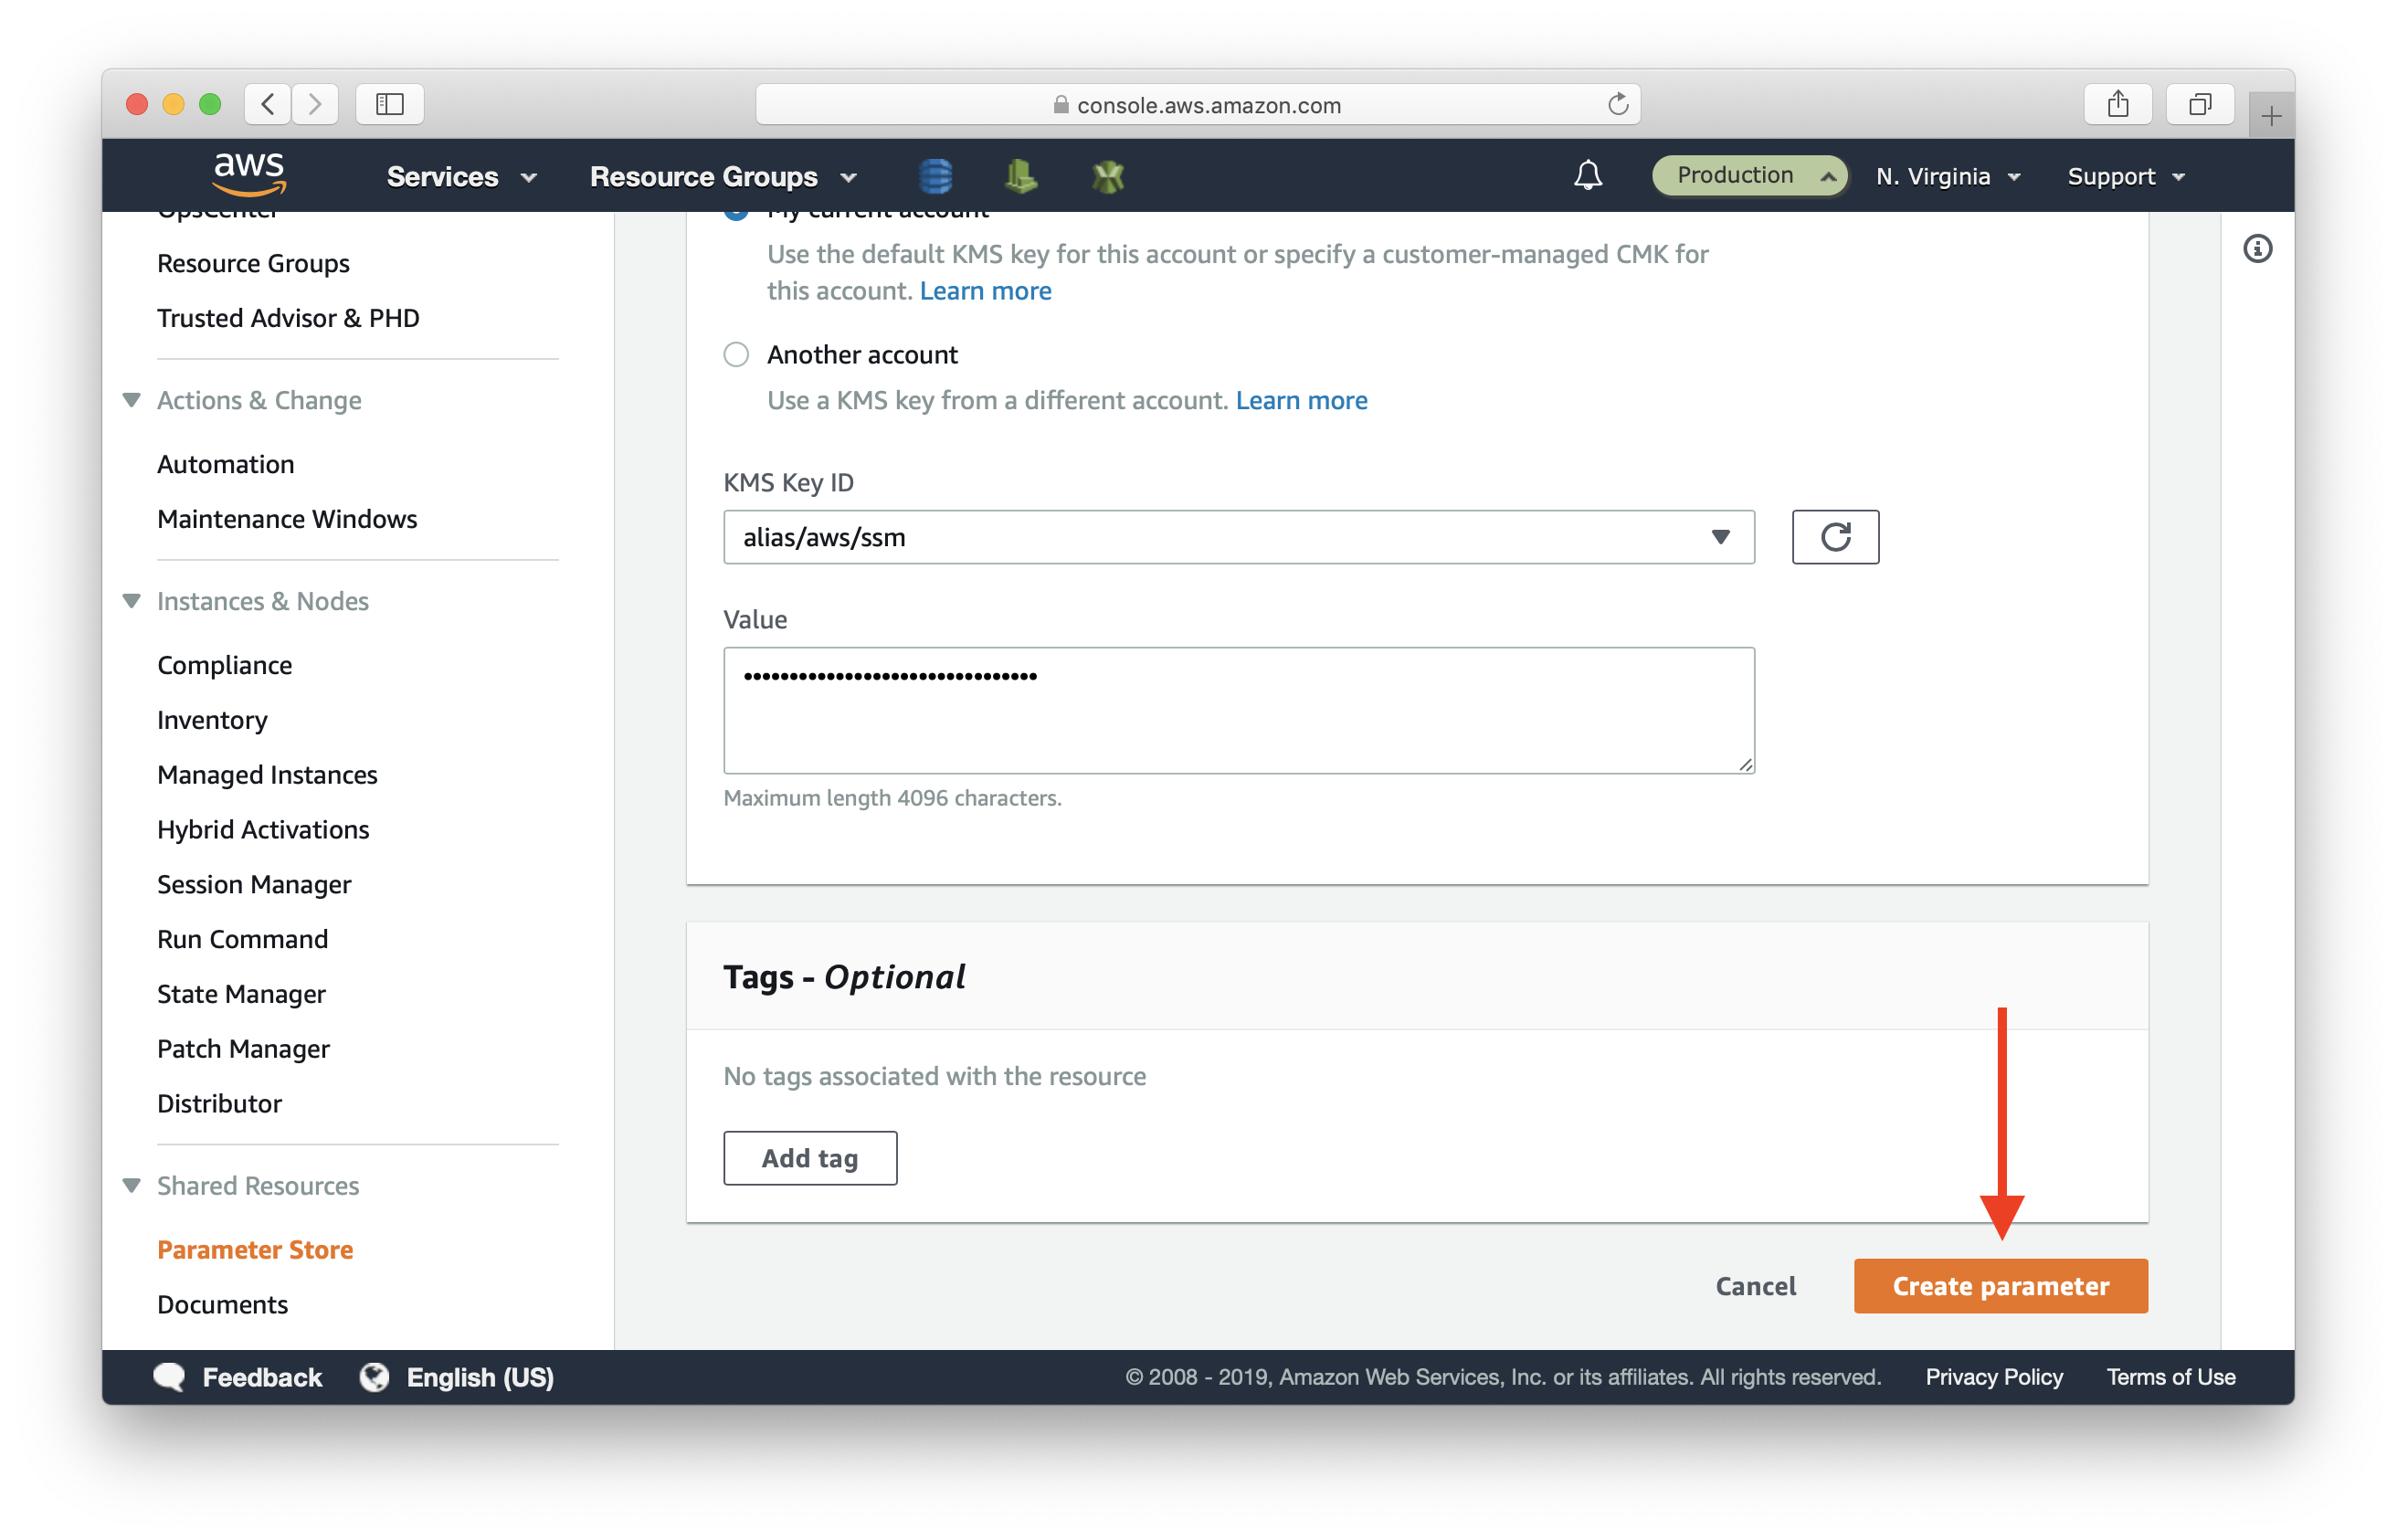 console.aws.amazon.com
aws
Services
Resource Groups
Production
N. Virginia
Support
OpsCenter
Resource Groups
Trusted Advisor & PHD
Actions & Change
Automation
Maintenance Windows
Instances & Nodes
Compliance
Inventory
Managed Instances
Hybrid Activations
Session Manager
Run Command
State Manager
Patch Manager
Distributor
Shared Resources
Parameter Store
Documents
My current account
Use the default KMS key for this account or specify a customer-managed CMK for
this account. Learn more
Another account
Use a KMS key from a different account. Learn more
KMS Key ID
alias/aws/ssm
Value
••••••••••••••••••••••••••••••••
Maximum length 4096 characters.
Tags - Optional
No tags associated with the resource
Add tag
Cancel
Create parameter
Feedback
English (US)
© 2008 - 2019, Amazon Web Services, Inc. or its affiliates. All rights reserved.
Privacy Policy
Terms of Use